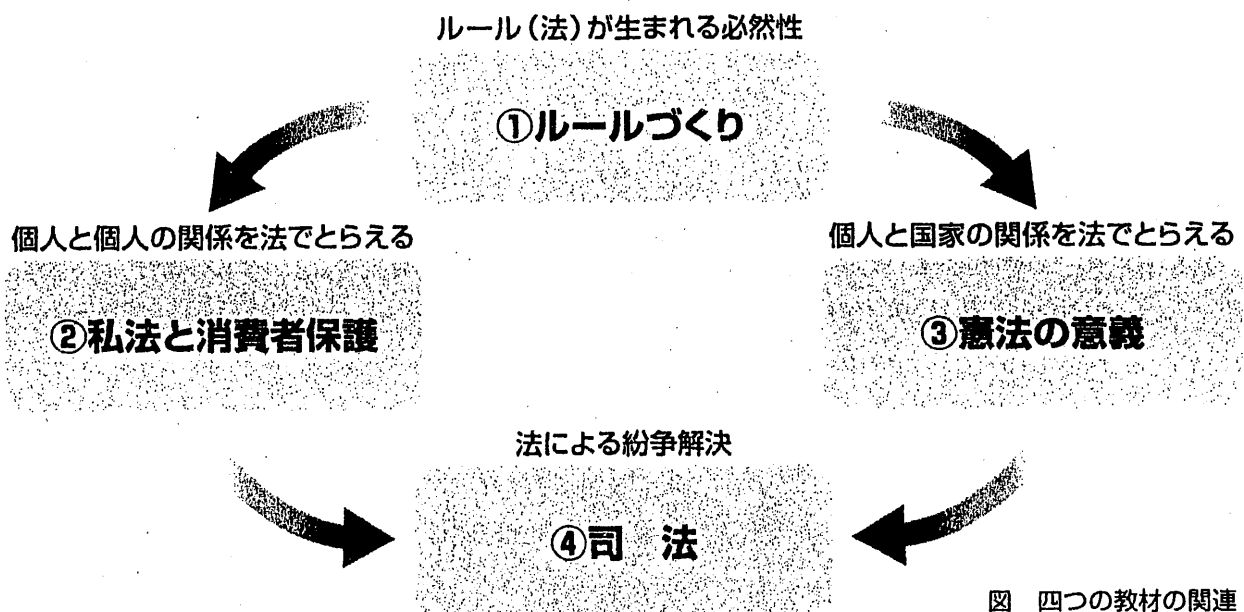 ルール(法)が生まれる必然性
①ルールづくり
個人と個人の関係を法でとらえる
個人と国家の関係を法でとらえる
②私法と消費者保護
③憲法の意義
法による紛争解決
④司　法
図　四つの教材の関連